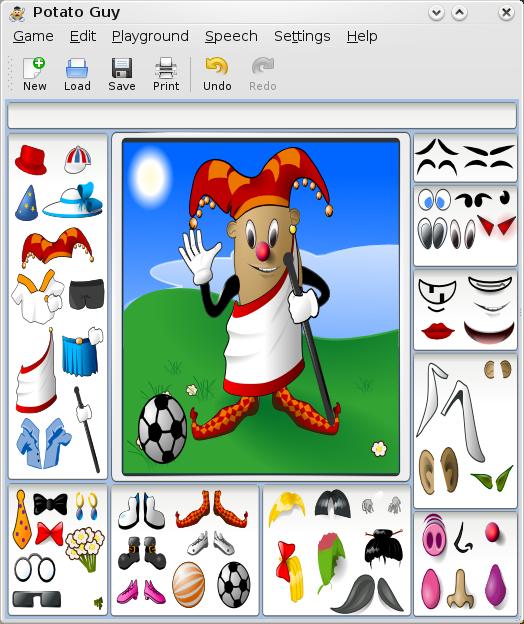 Potato Guy
Game Edit Playground Speech Settings Help
New Load Save Print Undo Redo